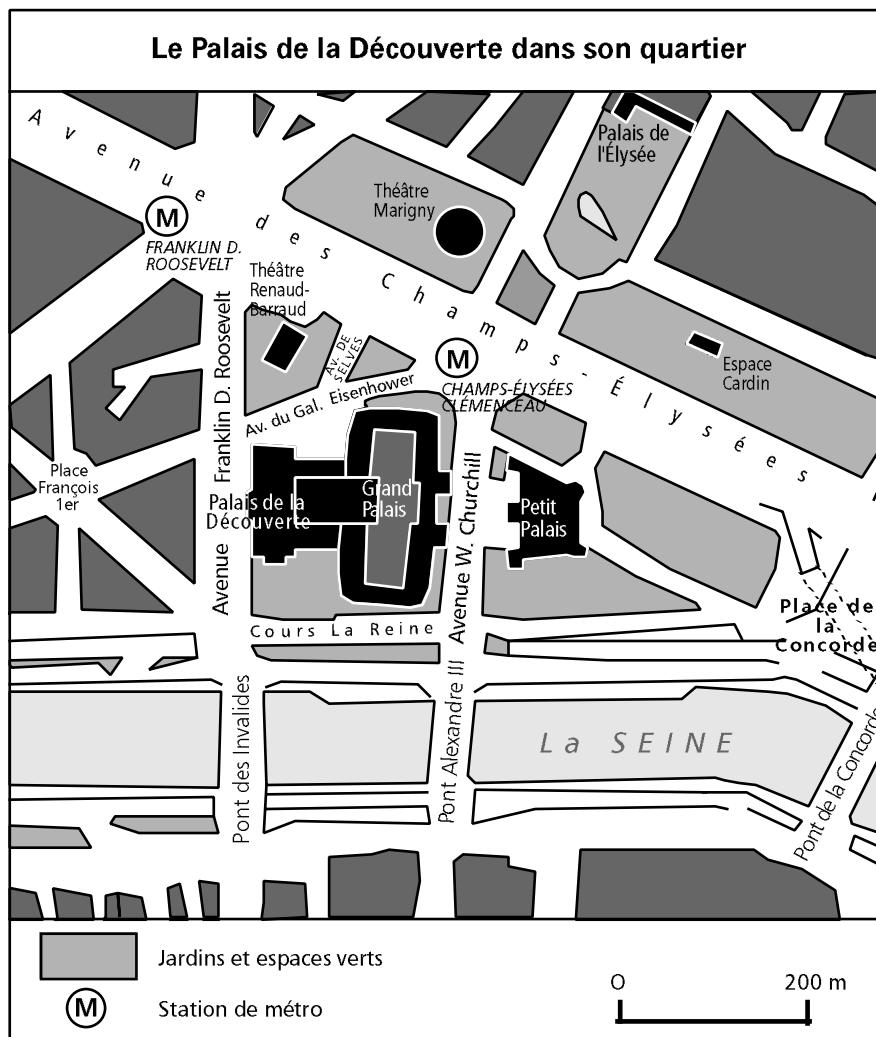 Le Palais de la Découverte dans son quartier
Avenue des Champs-Élysées
Palais de
l'Élysée
Théâtre
Marigny
M
FRANKLIN D.
ROOSEVELT
Théâtre
Renaud-
Barraud
AV. DE
SELVES
M
CHAMPS-ÉLYSÉES
CLÉMENCEAU
Espace
Cardin
Av. du Gal. Eisenhower
Avenue Franklin D. Roosevelt
Place
François
1er
Palais de la
Découverte
Grand
Palais
Avenue W. Churchill
Petit
Palais
Place de
la
Concorde
Cours La Reine
Pont des Invalides
Pont Alexandre III
La SEINE
Pont de la Concorde
Jardins et espaces verts
M
Station de métro
O
200 m